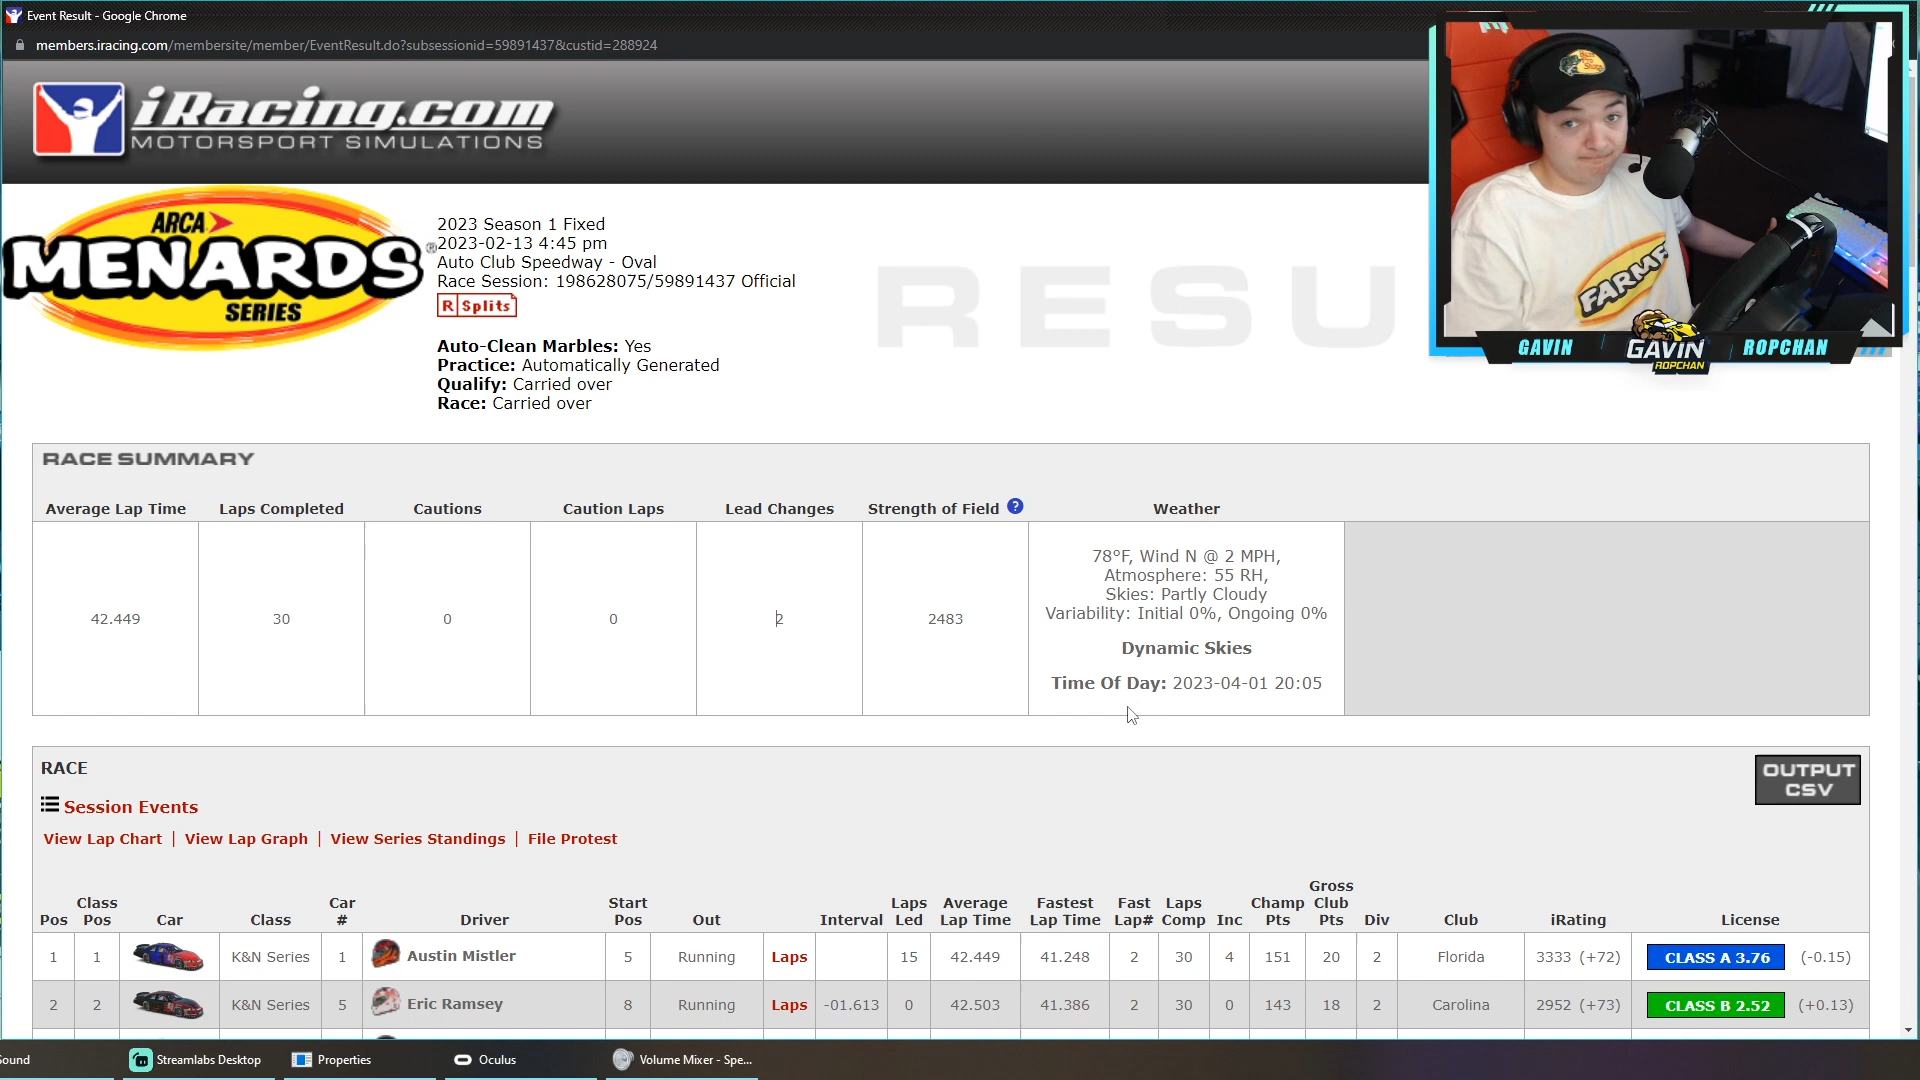 Event Result - Google Chrome
members.iracing.com/membersite/member/EventResult.do?subsessionid=59891437&custid=288924
iRacing.com
MOTORSPORT SIMULATIONS
ARCA
MENARDS®
SERIES
2023 Season 1 Fixed
2023-02-13 4:45 pm
Auto Club Speedway - Oval
Race Session: 198628075/59891437 Official
R Splits
Auto-Clean Marbles: Yes
Practice: Automatically Generated
Qualify: Carried over
Race: Carried over
RESU
Bass Pro Shops
FARMF
GAVIN
GAVIN
ROPCHAN
ROPCHAN
RACE SUMMARY
Average Lap Time Laps Completed Cautions Caution Laps Lead Changes Strength of Field ? Weather
42.449 30 0 0 2 2483
78°F, Wind N @ 2 MPH,
Atmosphere: 55 RH,
Skies: Partly Cloudy
Variability: Initial 0%, Ongoing 0%
Dynamic Skies
Time Of Day: 2023-04-01 20:05
RACE
OUTPUT
CSV
Session Events
View Lap Chart | View Lap Graph | View Series Standings | File Protest
Pos Class Pos Car Class Car # Driver Start Pos Out Interval Laps Led Average Lap Time Fastest Lap Time Fast Lap# Laps Comp Inc Champ Pts Gross Club Pts Div Club iRating License
1 1 K&N Series 1 Austin Mistler 5 Running Laps 15 42.449 41.248 2 30 4 151 20 2 Florida 3333 (+72) CLASS A 3.76 (-0.15)
2 2 K&N Series 5 Eric Ramsey 8 Running Laps -01.613 0 42.503 41.386 2 30 0 143 18 2 Carolina 2952 (+73) CLASS B 2.52 (+0.13)
Sound Streamlabs Desktop Properties Oculus Volume Mixer - Spe...